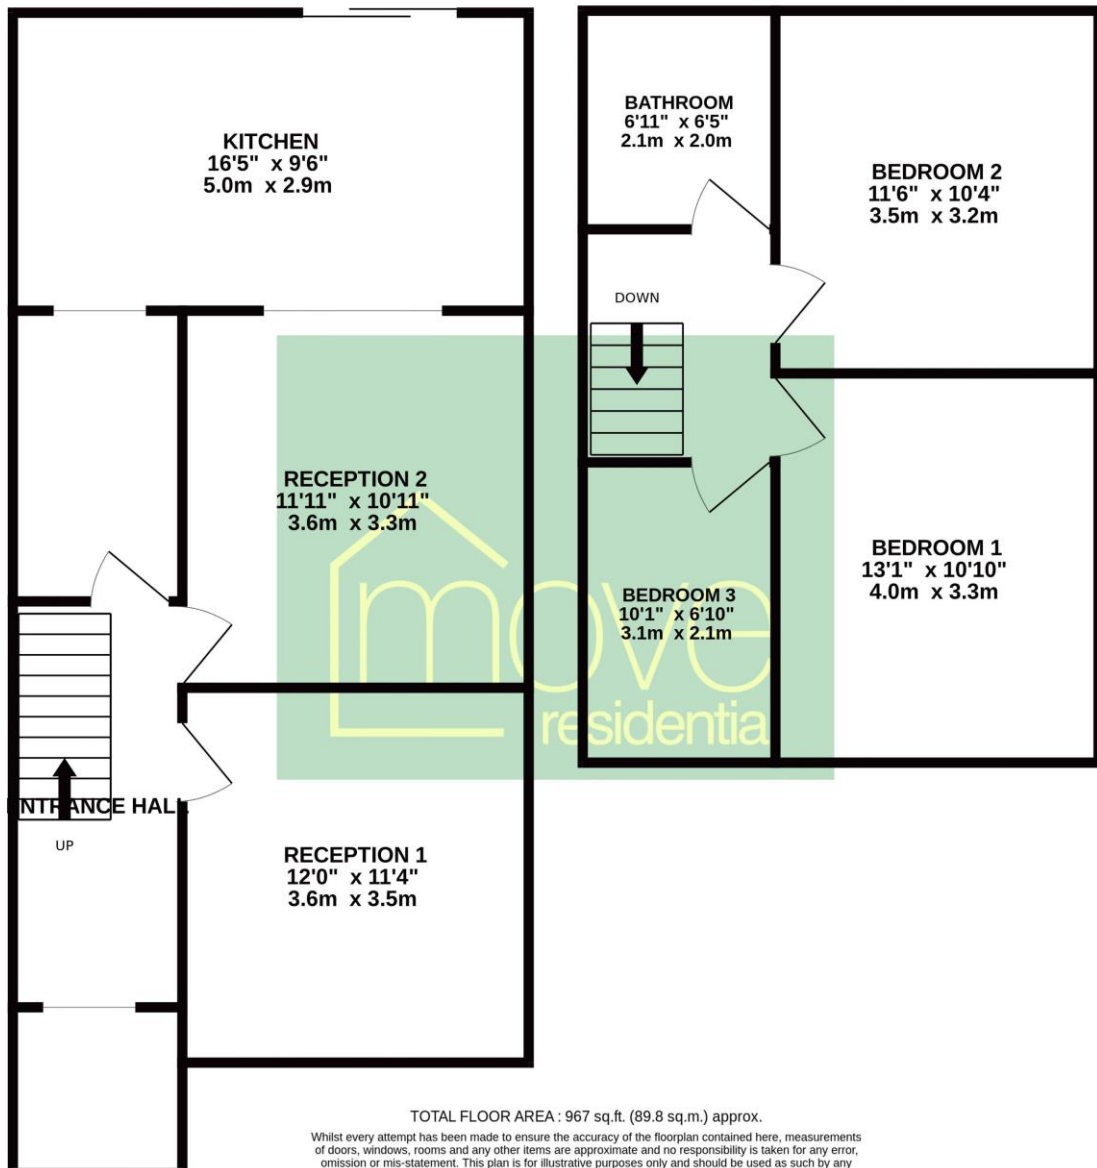 KITCHEN
16'5" x 9'6"
5.0m x 2.9m
BATHROOM
6'11" x 6'5"
2.1m x 2.0m
BEDROOM 2
11'6" x 10'4"
3.5m x 3.2m
DOWN
RECEPTION 2
11'11" x 10'11"
3.6m x 3.3m
BEDROOM 1
13'1" x 10'10"
4.0m x 3.3m
BEDROOM 3
10'1" x 6'10"
3.1m x 2.1m
move
residential
ENTRANCE HALL
UP
RECEPTION 1
12'0" x 11'4"
3.6m x 3.5m
TOTAL FLOOR AREA : 967 sq.ft. (89.8 sq.m.) approx.
Whilst every attempt has been made to ensure the accuracy of the floorplan contained here, measurements
of doors, windows, rooms and any other items are approximate and no responsibility is taken for any error,
omission or mis-statement. This plan is for illustrative purposes only and should be used as such by any